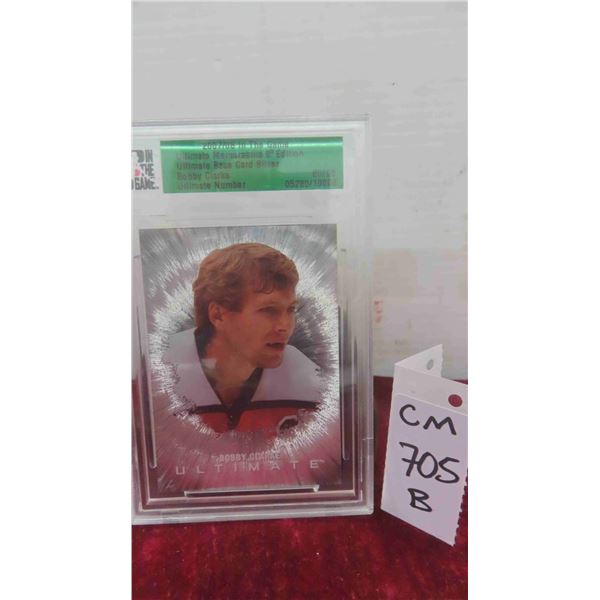 IN
THE
GAME
2007/08 In The Game
Ultimate Memorabilia 8th Edition
Ultimate Base Card Silver
Bobby Clarke
Ultimate Number
BOBBY CLARKE
ULTIMATE
CM
705
B